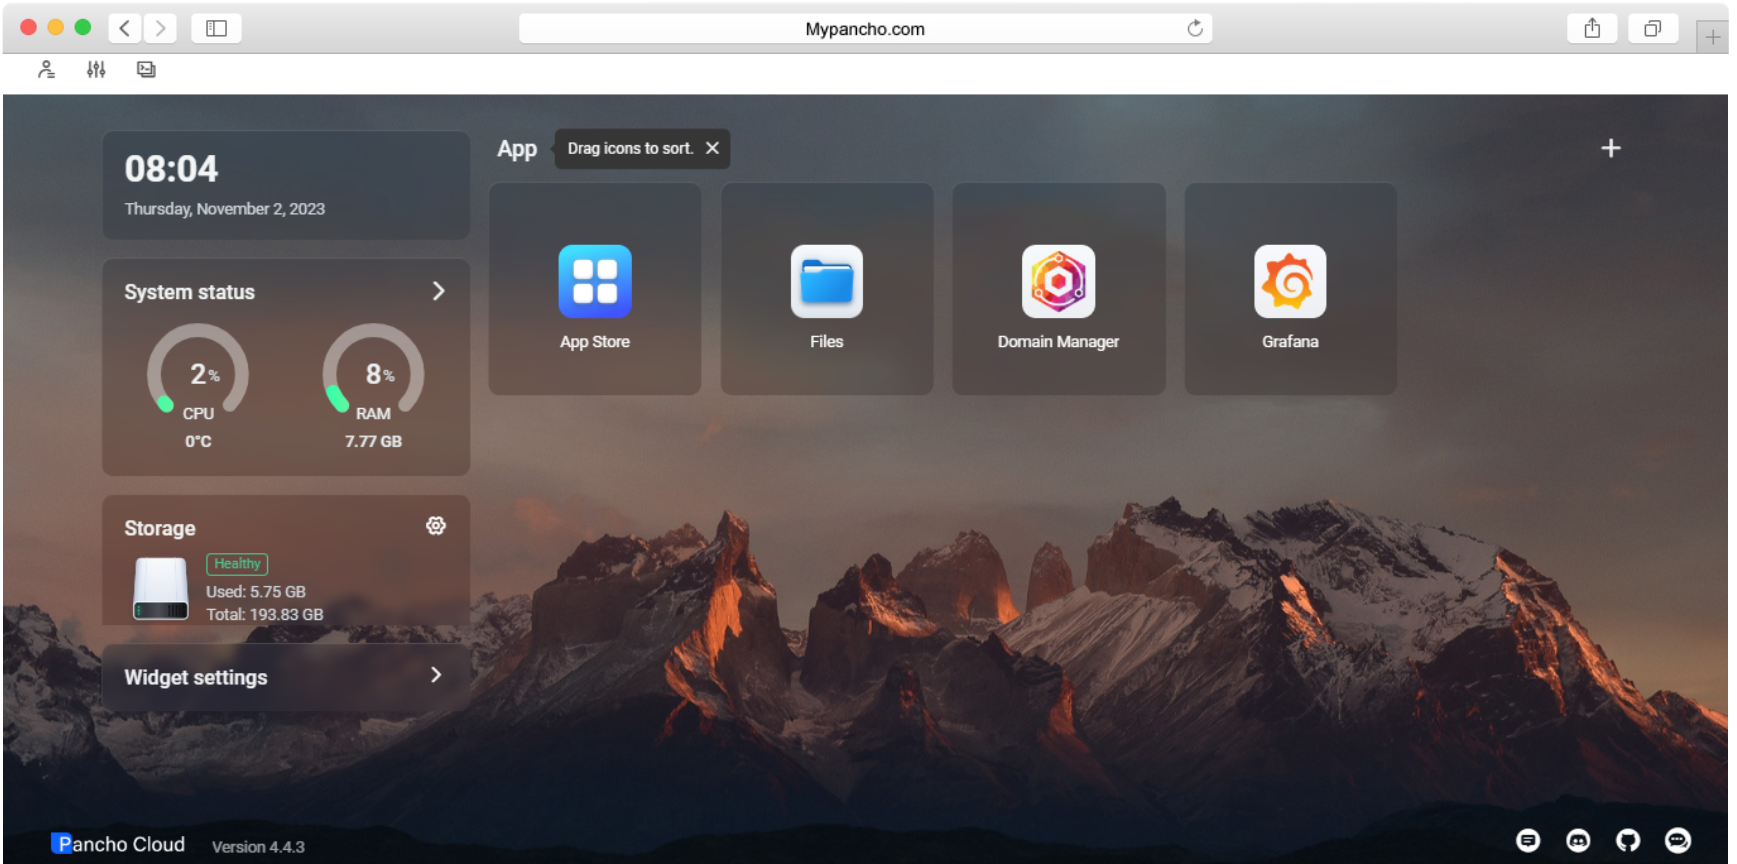 Mypancho.com
08:04
Thursday, November 2, 2023
App
Drag icons to sort.
System status
2%
CPU
0°C
8%
RAM
7.77 GB
App Store
Files
Domain Manager
Grafana
Storage
Healthy
Used: 5.75 GB
Total: 193.83 GB
Widget settings
Pancho Cloud
Version 4.4.3